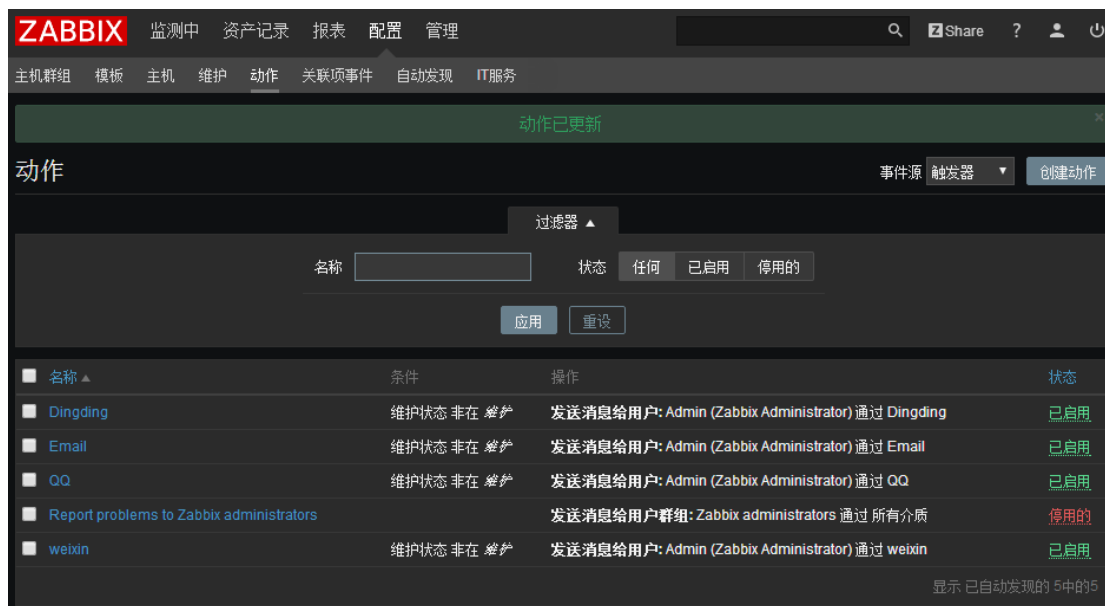 ZABBIX 监测中 资产记录 报表 配置 管理 Z Share ?
主机群组 模板 主机 维护 动作 关联项事件 自动发现 IT服务
动作已更新
动作 事件源 触发器 创建动作
过滤器
名称 状态 任何 已启用 停用的
应用 重设
名称 条件 操作 状态
Dingding 维护状态 非在 维护 发送消息给用户: Admin (Zabbix Administrator) 通过 Dingding 已启用
Email 维护状态 非在 维护 发送消息给用户: Admin (Zabbix Administrator) 通过 Email 已启用
QQ 维护状态 非在 维护 发送消息给用户: Admin (Zabbix Administrator) 通过 QQ 已启用
Report problems to Zabbix administrators 发送消息给用户群组: Zabbix administrators 通过 所有介质 停用的
weixin 维护状态 非在 维护 发送消息给用户: Admin (Zabbix Administrator) 通过 weixin 已启用
显示 已自动发现的 5中的5